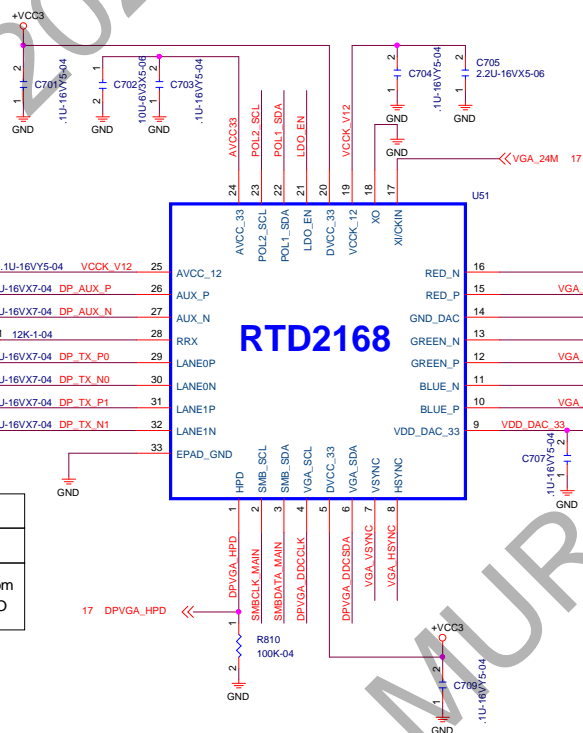 202
+VCC3
C701
.1U-16VY5-04
GND
C702
10U-6V3X5-06
GND
C703
.1U-16VY5-04
GND
AVCC33
POL2_SCL
POL1_SDA
LDO_EN
VCCK_V12
C704
.1U-16VY5-04
GND
C705
2.2U-16VX5-06
GND
GND
VGA_24M 17
24 23 22 21 20 19 18 17
U51
AVCC_33
POL2_SCL
POL1_SDA
LDO_EN
DVCC_33
VCCK_12
XO
XI/CKIN
.1U-16VY5-04 VCCK_V12 25 AVCC_12
U-16VX7-04 DP_AUX_P 26 AUX_P
U-16VX7-04 DP_AUX_N 27 AUX_N
12K-1-04 28 RRX
U-16VX7-04 DP_TX_P0 29 LANE0P
U-16VX7-04 DP_TX_N0 30 LANE0N
U-16VX7-04 DP_TX_P1 31 LANE1P
U-16VX7-04 DP_TX_N1 32 LANE1N
33 EPAD_GND
GND
RTD2168
RED_N 16
RED_P 15 VGA_
GND_DAC 14
GREEN_N 13
GREEN_P 12 VGA_
BLUE_N 11
BLUE_P 10 VGA_
VDD_DAC_33 9 VDD_DAC_33
C707
.1U-16VY5-04
GND
HPD
SMB_SCL
SMB_SDA
VGA_SCL
DVCC_33
VGA_SDA
VSYNC
HSYNC
1 2 3 4 5 6 7 8
DPVGA_HPD
SMBCLK_MAIN
SMBDATA_MAIN
DPVGA_DDCCLK
DPVGA_DDCSDA
VGA_VSYNC
VGA_HSYNC
17 DPVGA_HPD
R810
100K-04
GND
+VCC3
C709
.1U-16VY5-04
GND
MUR